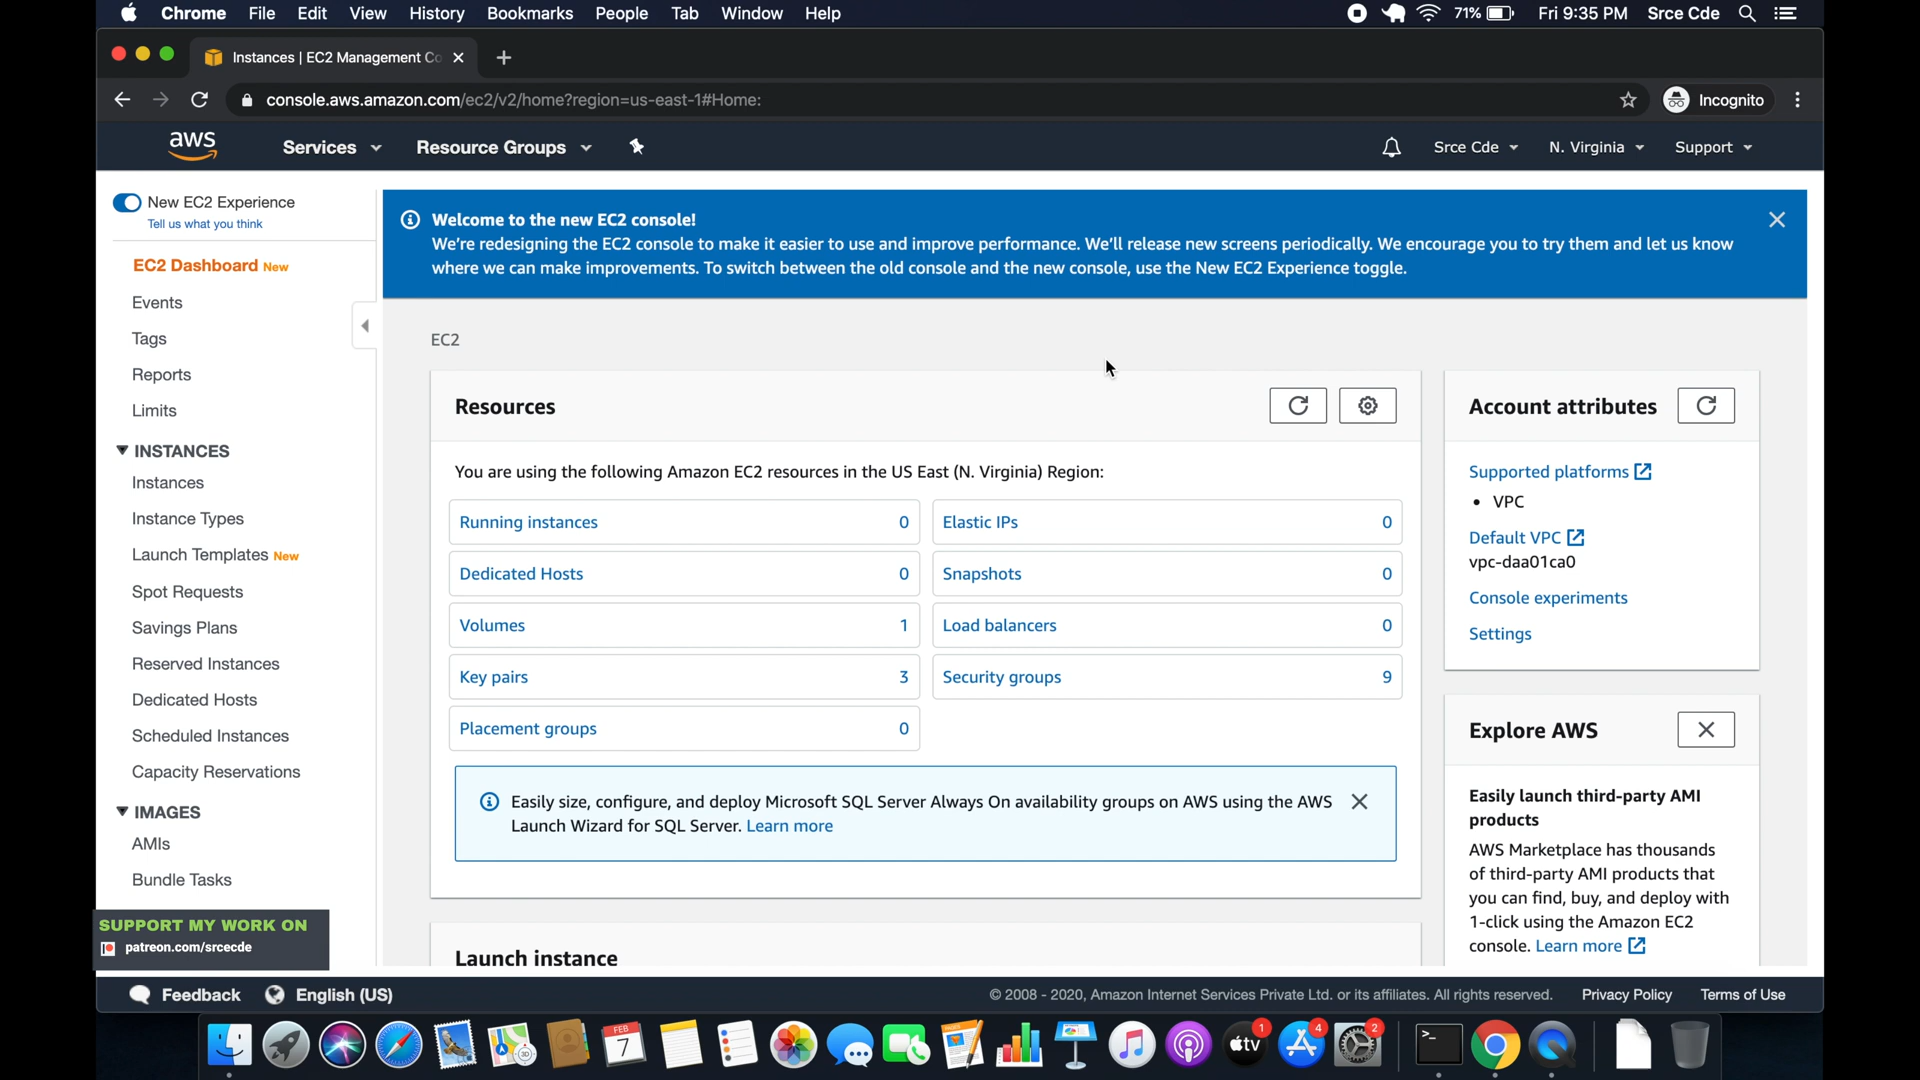 Chrome File Edit View History Bookmarks People Tab Window Help 71% Fri 9:35 PM Srce Cde
Instances | EC2 Management Co
console.aws.amazon.com/ec2/v2/home?region=us-east-1#Home: Incognito
aws Services Resource Groups Srce Cde N. Virginia Support
New EC2 Experience
Tell us what you think
EC2 Dashboard New
Events
Tags
Reports
Limits
INSTANCES
Instances
Instance Types
Launch Templates New
Spot Requests
Savings Plans
Reserved Instances
Dedicated Hosts
Scheduled Instances
Capacity Reservations
IMAGES
AMIs
Bundle Tasks
SUPPORT MY WORK ON
patreon.com/srcecde
Welcome to the new EC2 console!
We're redesigning the EC2 console to make it easier to use and improve performance. We'll release new screens periodically. We encourage you to try them and let us know
where we can make improvements. To switch between the old console and the new console, use the New EC2 Experience toggle.
EC2
Resources
You are using the following Amazon EC2 resources in the US East (N. Virginia) Region:
Running instances 0 Elastic IPs 0
Dedicated Hosts 0 Snapshots 0
Volumes 1 Load balancers 0
Key pairs 3 Security groups 9
Placement groups 0
Easily size, configure, and deploy Microsoft SQL Server Always On availability groups on AWS using the AWS
Launch Wizard for SQL Server. Learn more
Launch instance
Account attributes
Supported platforms
• VPC
Default VPC
vpc-daa01ca0
Console experiments
Settings
Explore AWS
Easily launch third-party AMI
products
AWS Marketplace has thousands
of third-party AMI products that
you can find, buy, and deploy with
1-click using the Amazon EC2
console. Learn more
Feedback English (US) © 2008 - 2020, Amazon Internet Services Private Ltd. or its affiliates. All rights reserved. Privacy Policy Terms of Use
3D
FEB
7
tv
1
4
2
>_